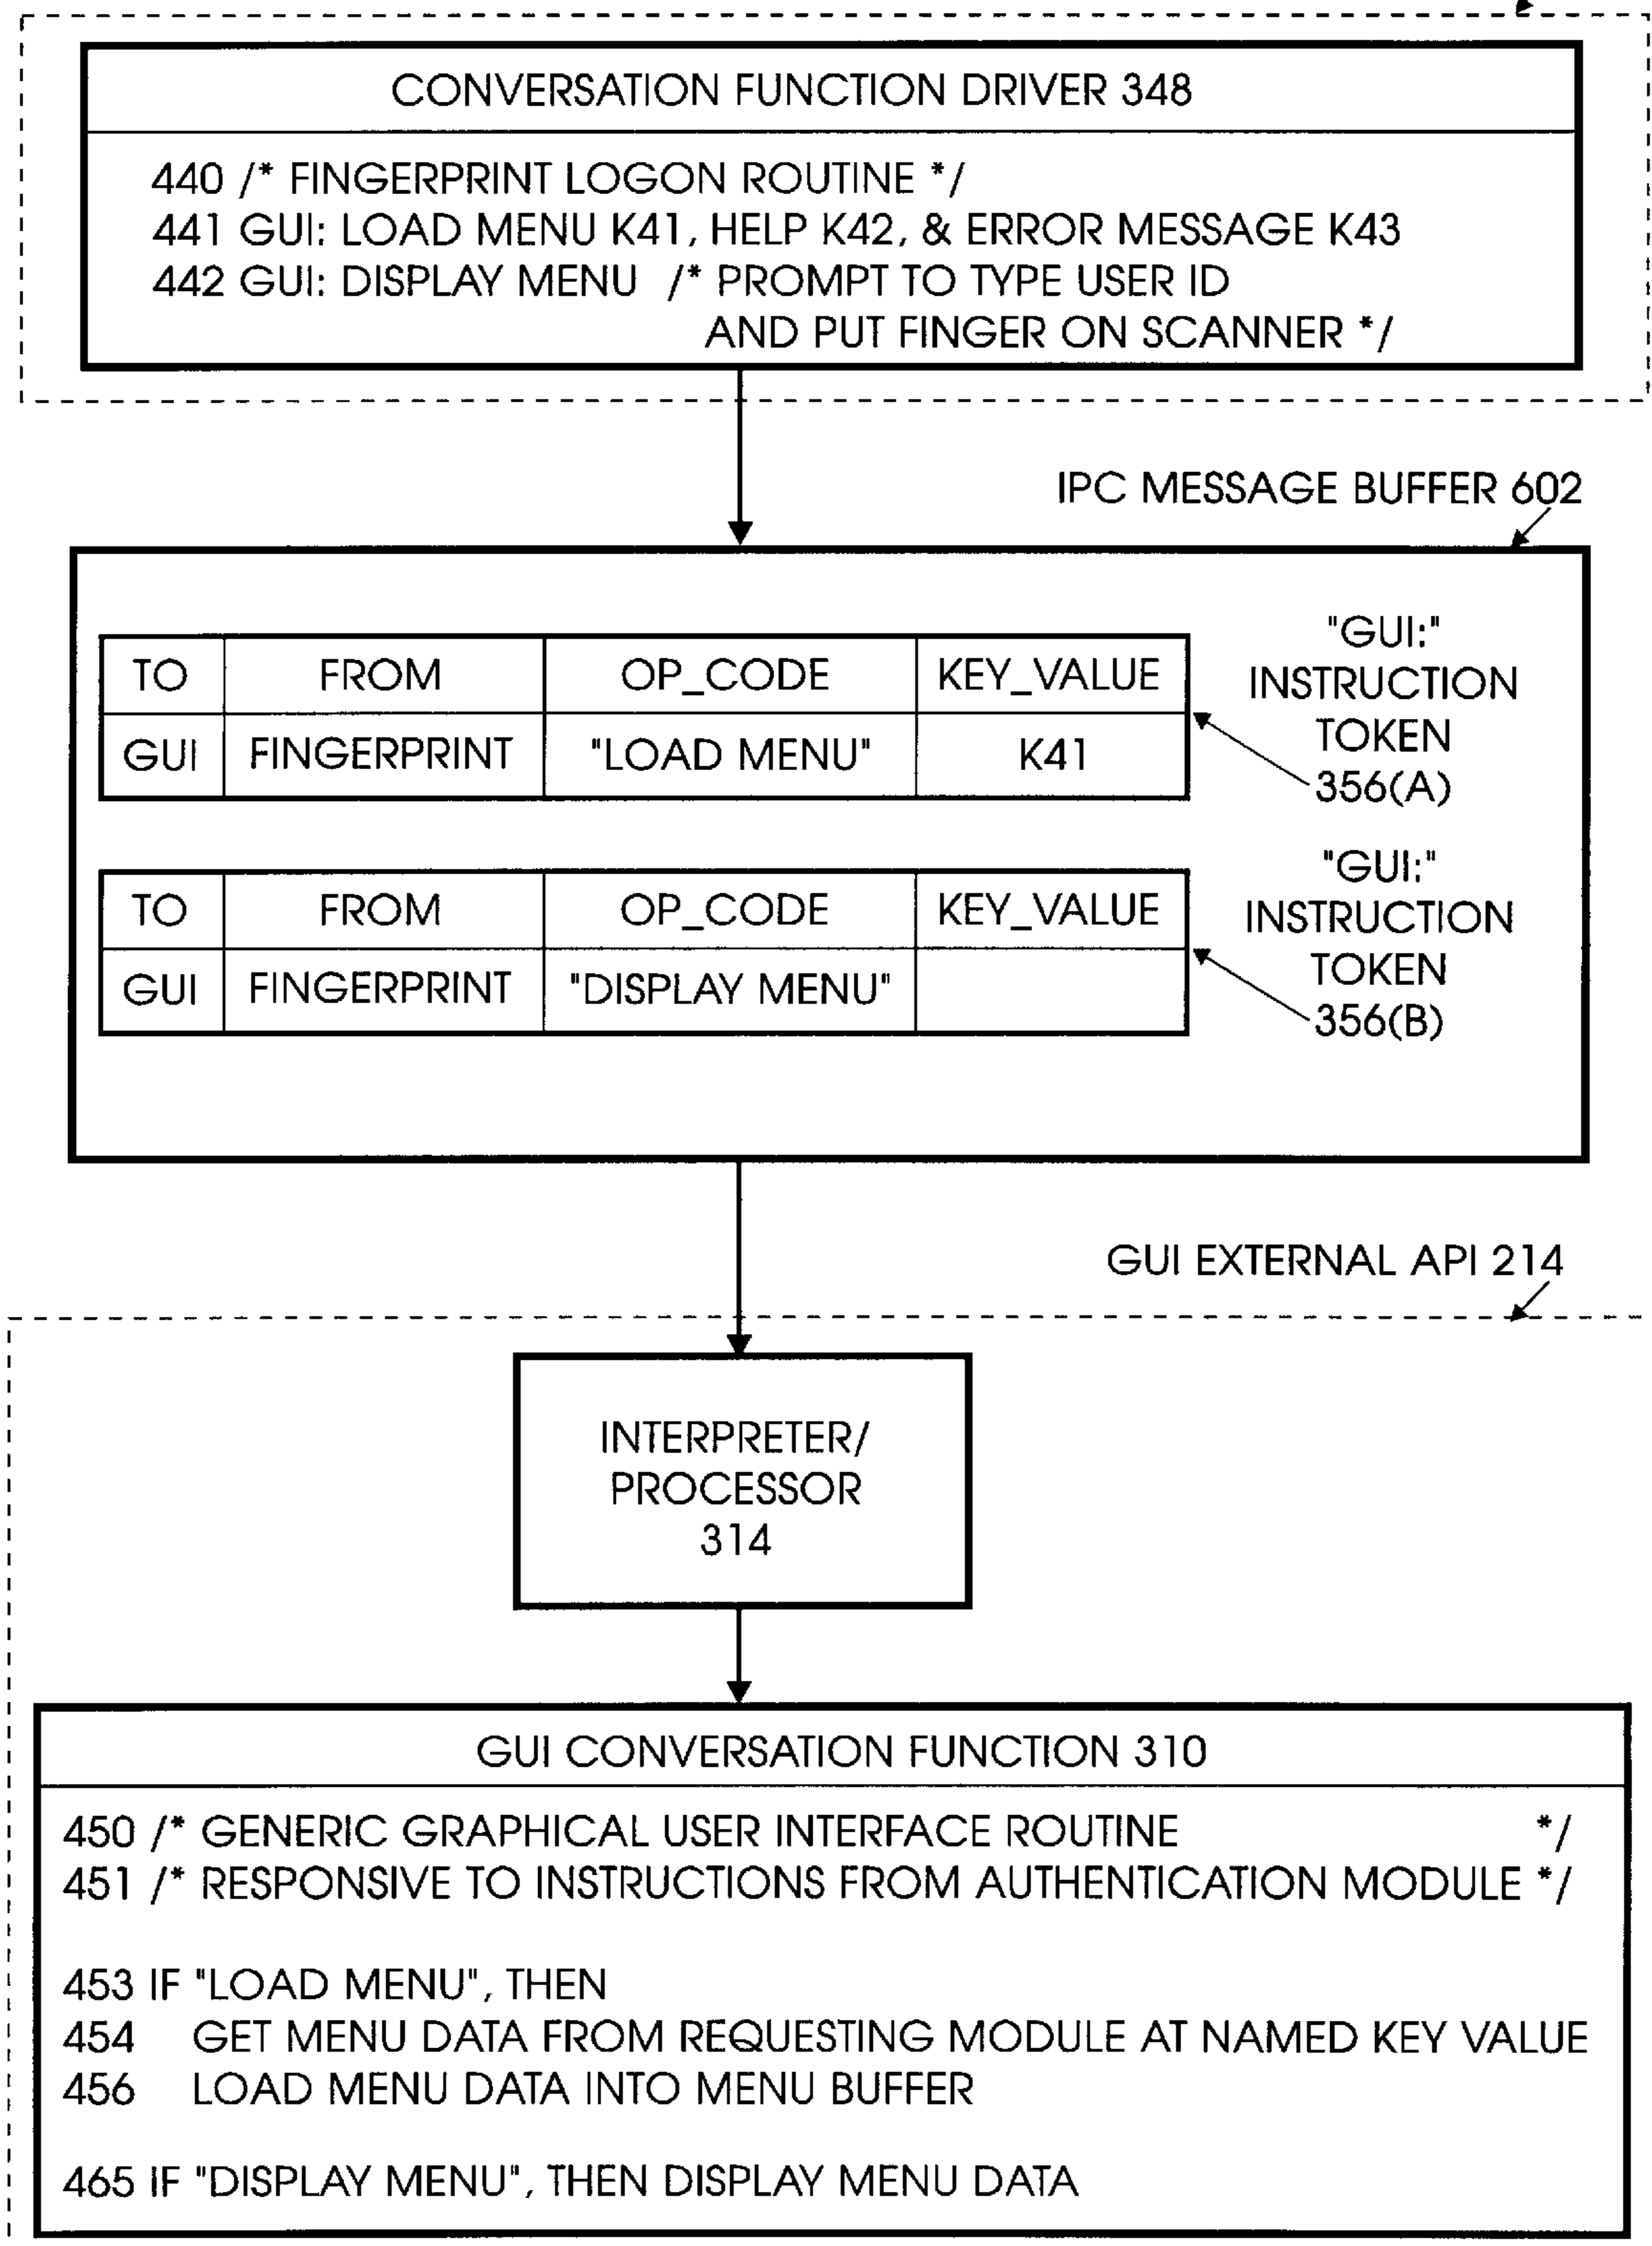 CONVERSATION FUNCTION DRIVER 348
440 /* FINGERPRINT LOGON ROUTINE */
441 GUI: LOAD MENU K41, HELP K42, & ERROR MESSAGE K43
442 GUI: DISPLAY MENU /* PROMPT TO TYPE USER ID
AND PUT FINGER ON SCANNER */
IPC MESSAGE BUFFER 602
TO FROM OP_CODE KEY_VALUE
GUI FINGERPRINT "LOAD MENU" K41
"GUI:"
INSTRUCTION
TOKEN
356(A)
TO FROM OP_CODE KEY_VALUE
GUI FINGERPRINT "DISPLAY MENU"
"GUI:"
INSTRUCTION
TOKEN
356(B)
GUI EXTERNAL API 214
INTERPRETER/
PROCESSOR
314
GUI CONVERSATION FUNCTION 310
450 /* GENERIC GRAPHICAL USER INTERFACE ROUTINE */
451 /* RESPONSIVE TO INSTRUCTIONS FROM AUTHENTICATION MODULE */
453 IF "LOAD MENU", THEN
454 GET MENU DATA FROM REQUESTING MODULE AT NAMED KEY VALUE
456 LOAD MENU DATA INTO MENU BUFFER
465 IF "DISPLAY MENU", THEN DISPLAY MENU DATA